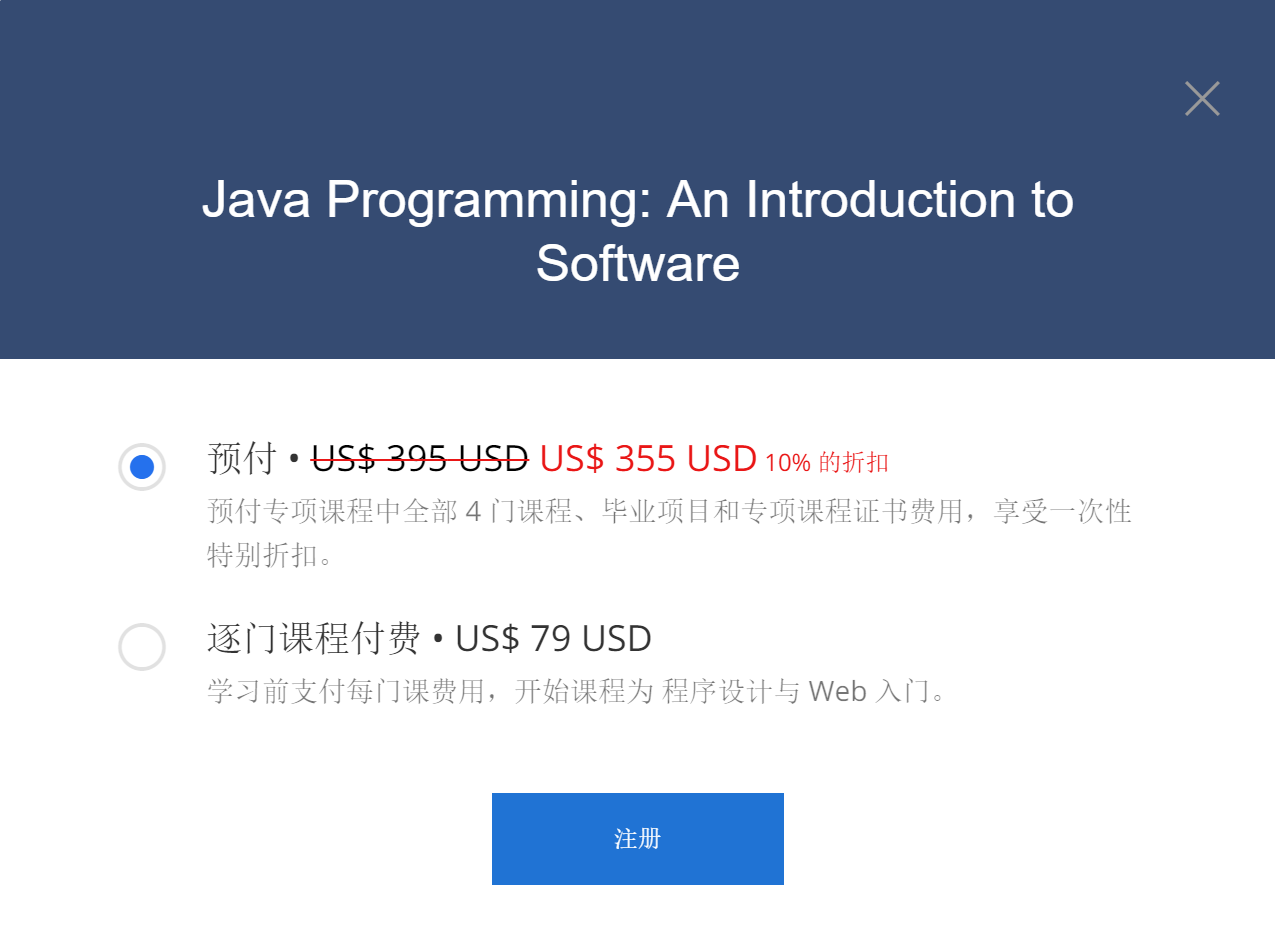 Java Programming: An Introduction to
Software
预付 • US$ 395 USD US$ 355 USD 10% 的折扣
预付专项课程中全部 4 门课程、毕业项目和专项课程证书费用，享受一次性
特别折扣。
逐门课程付费 • US$ 79 USD
学习前支付每门课费用，开始课程为 程序设计与 Web 入门。
注册